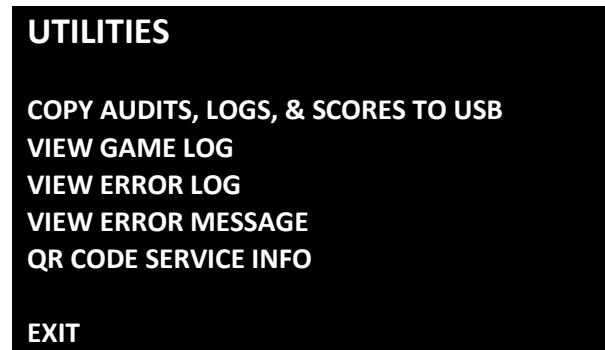 UTILITIES
COPY AUDITS, LOGS, & SCORES TO USB
VIEW GAME LOG
VIEW ERROR LOG
VIEW ERROR MESSAGE
QR CODE SERVICE INFO
EXIT